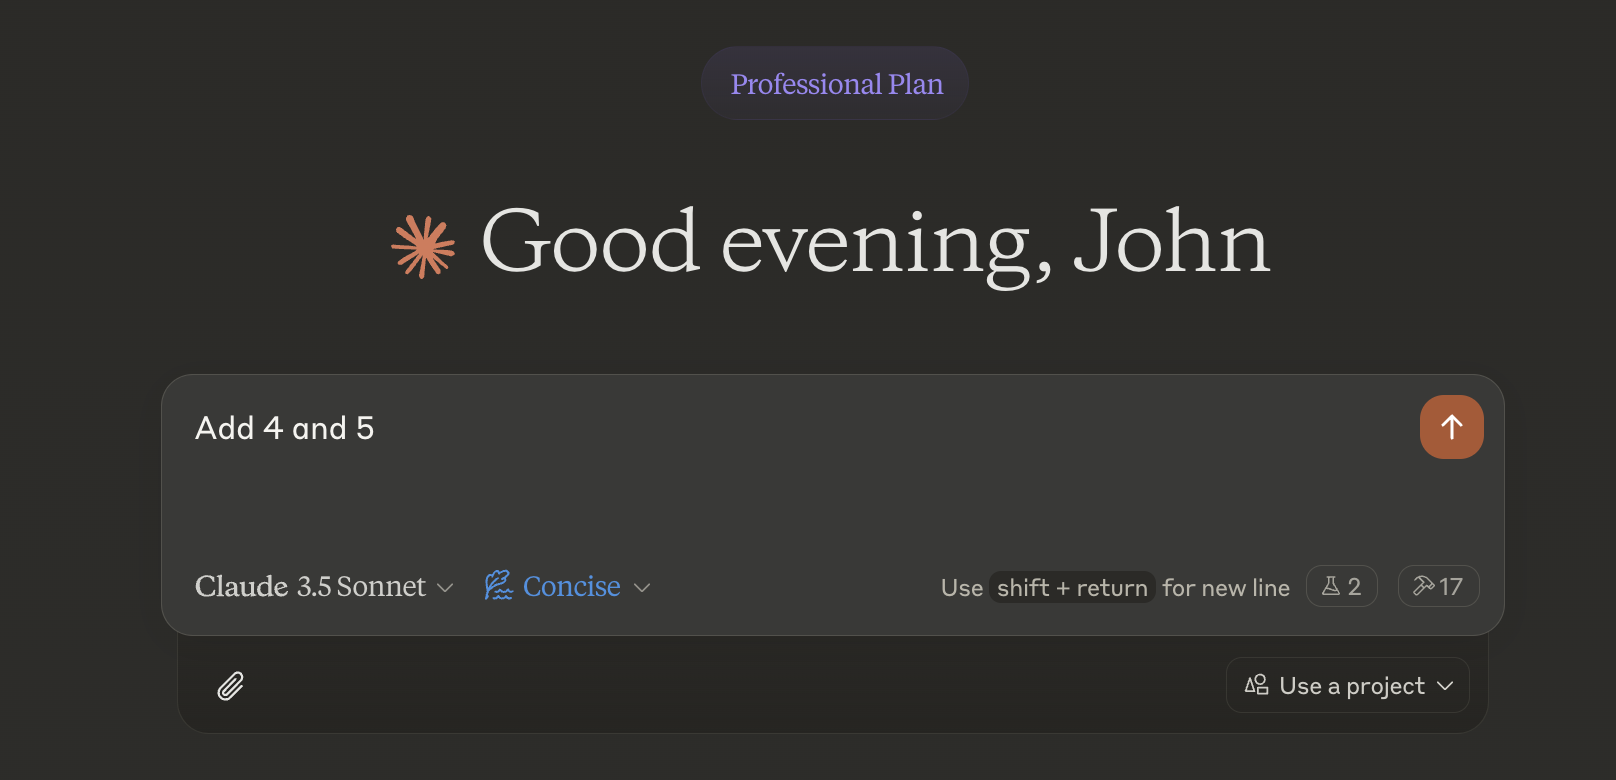 Professional Plan
Good evening, John
Add 4 and 5
Claude 3.5 Sonnet Concise Use shift + return for new line 2 17
Use a project